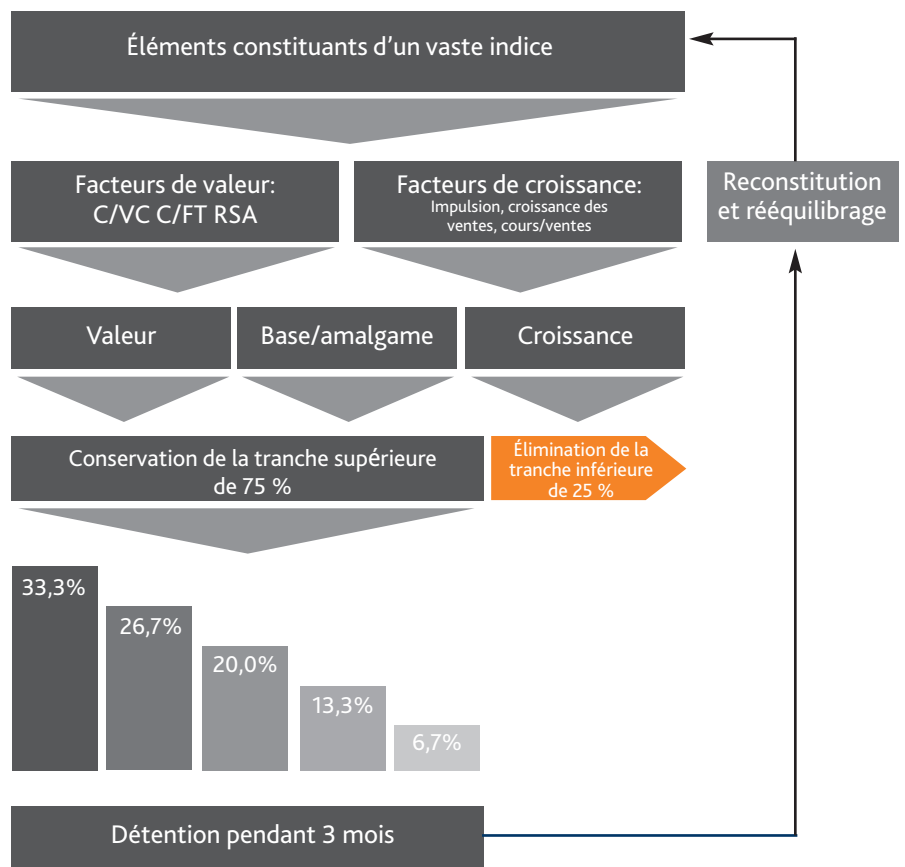 Éléments constituants d'un vaste indice
Facteurs de valeur:
C/VC C/FT RSA
Facteurs de croissance:
Impulsion, croissance des
ventes, cours/ventes
Reconstitution
et rééquilibrage
Valeur
Base/amalgame
Croissance
Conservation de la tranche supérieure
de 75 %
Élimination de la
tranche inférieure
de 25 %
33,3%
26,7%
20,0%
13,3%
6,7%
Détention pendant 3 mois